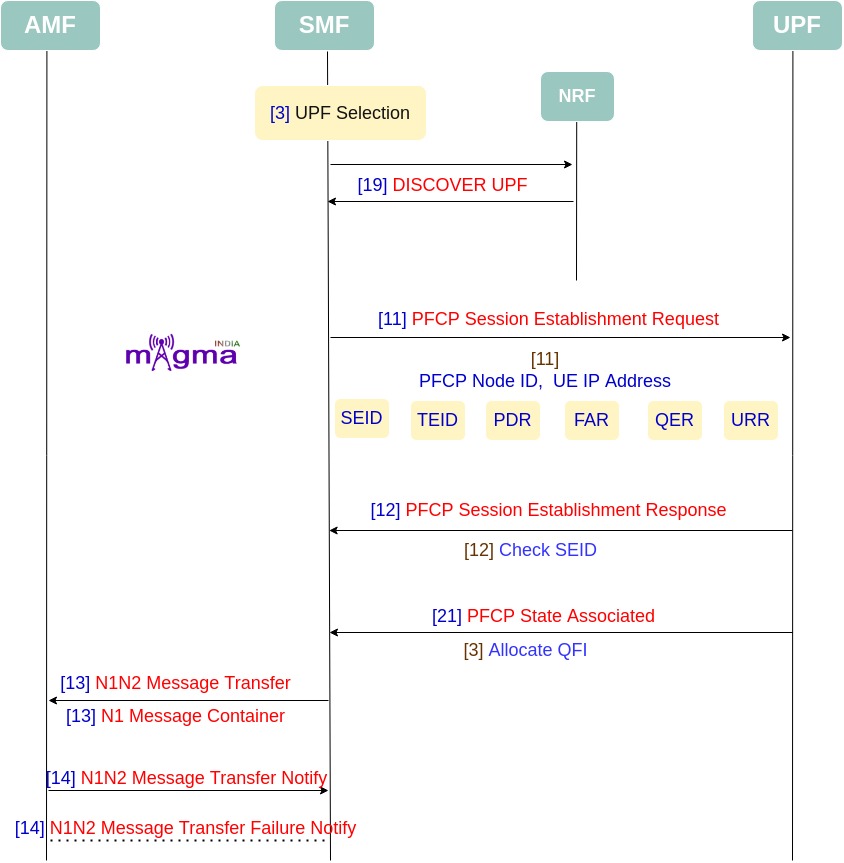 AMF
SMF
UPF
NRF
[3] UPF Selection
[19] DISCOVER UPF
[11] PFCP Session Establishment Request
INDIA
magma
[11]
PFCP Node ID, UE IP Address
SEID
TEID
PDR
FAR
QER
URR
[12] PFCP Session Establishment Response
[12] Check SEID
[21] PFCP State Associated
[3] Allocate QFI
[13] N1N2 Message Transfer
[13] N1 Message Container
[14] N1N2 Message Transfer Notify
[14] N1N2 Message Transfer Failure Notify